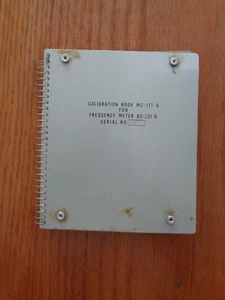 CALIBRATION BOOK MC-177-D
FOR
FREQUENCY METER BC-221-D
SERIAL NO.